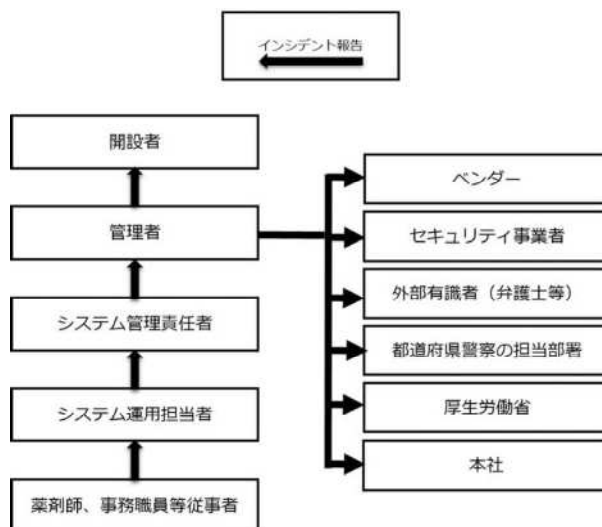 インシデント報告
開設者
管理者
システム管理責任者
システム運用担当者
薬剤師、事務職員等従事者
ベンダー
セキュリティ事業者
外部有識者（弁護士等）
都道府県警察の担当部署
厚生労働省
本社